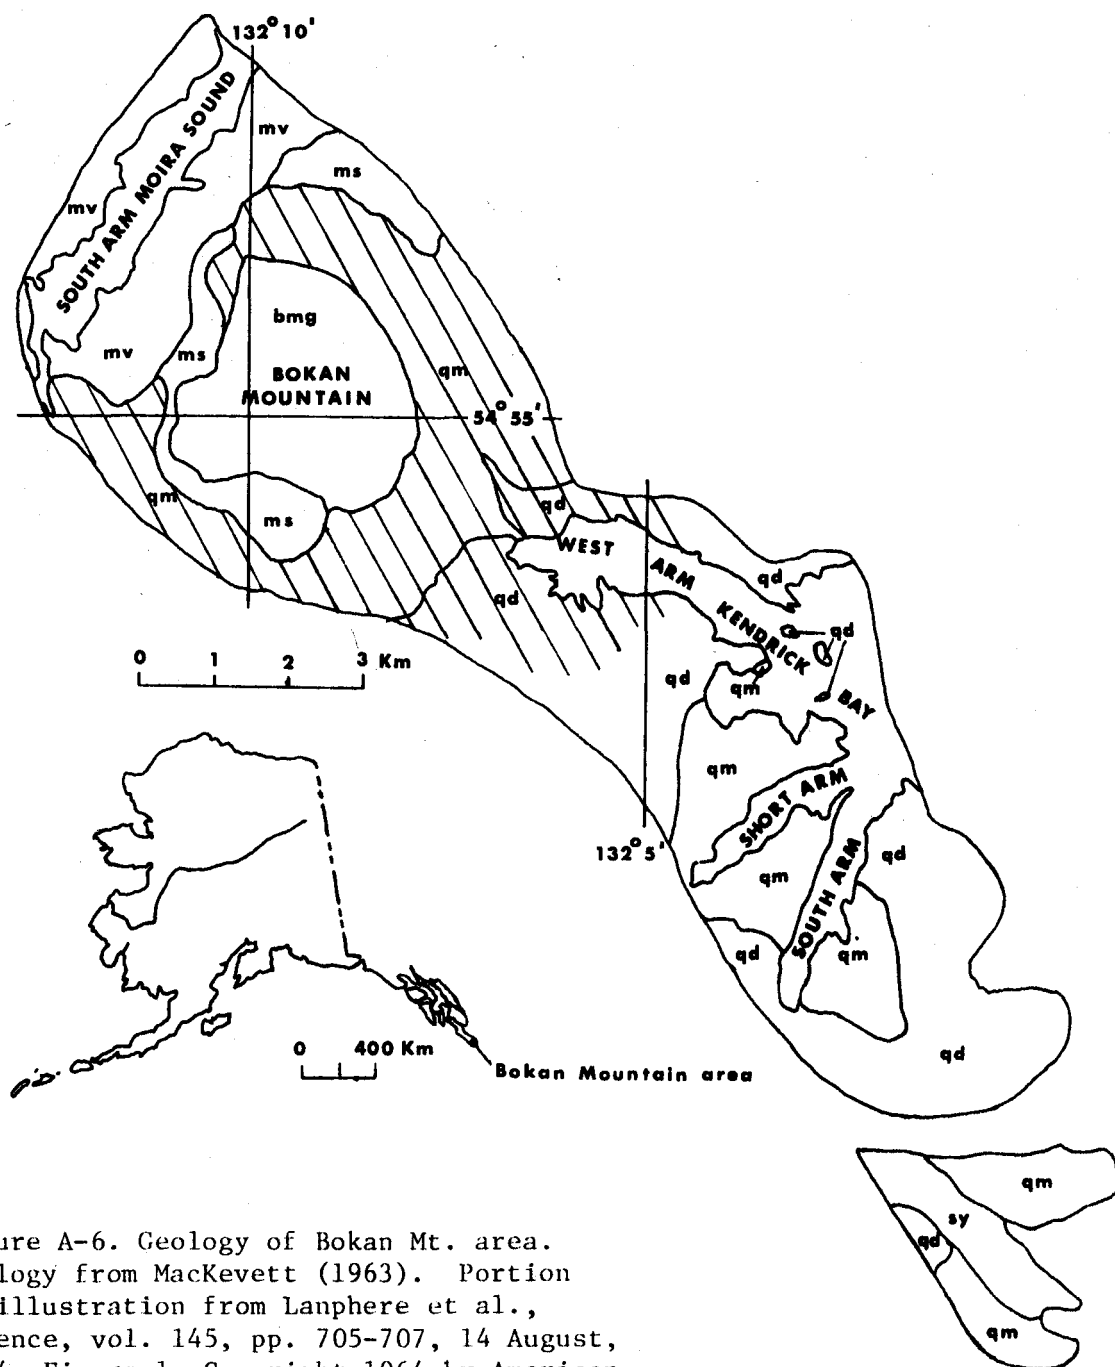 132° 10'
SOUTH ARM MOIRA SOUND
mv
ms
mv
bmg
mv
ms
BOKAN
MOUNTAIN
qm
54° 55'
qm
ms
qd
WEST ARM KENDRICK BAY
qd
qd
qd
qd
qm
0 1 2 3 Km
qm
SHORT ARM
132° 5'
qm
SOUTH ARM
qd
qd
qm
qd
0 400 Km
Bokan Mountain area
qm
sy
qd
qm
ure A-6. Geology of Bokan Mt. area.
logy from MacKevett (1963). Portion
illustration from Lanphere et al.,
ence, vol. 145, pp. 705-707, 14 August,